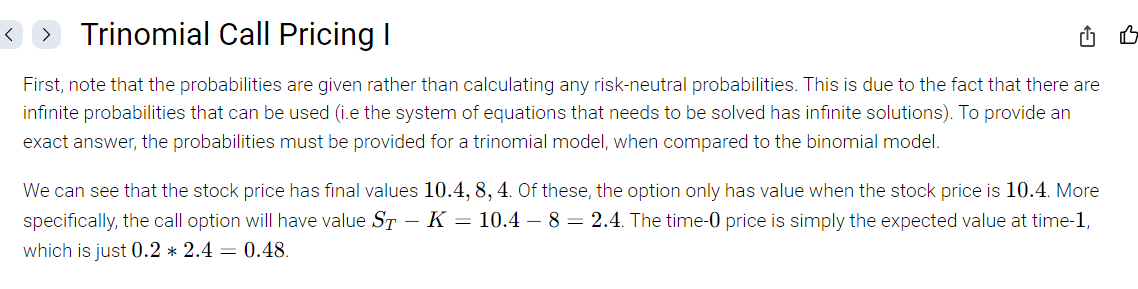 < > Trinomial Call Pricing I
First, note that the probabilities are given rather than calculating any risk-neutral probabilities. This is due to the fact that there are
infinite probabilities that can be used (i.e the system of equations that needs to be solved has infinite solutions). To provide an
exact answer, the probabilities must be provided for a trinomial model, when compared to the binomial model.
We can see that the stock price has final values 10.4, 8, 4. Of these, the option only has value when the stock price is 10.4. More
specifically, the call option will have value $S_T - K = 10.4 - 8 = 2.4$. The time-0 price is simply the expected value at time-1,
which is just 0.2 * 2.4 = 0.48.